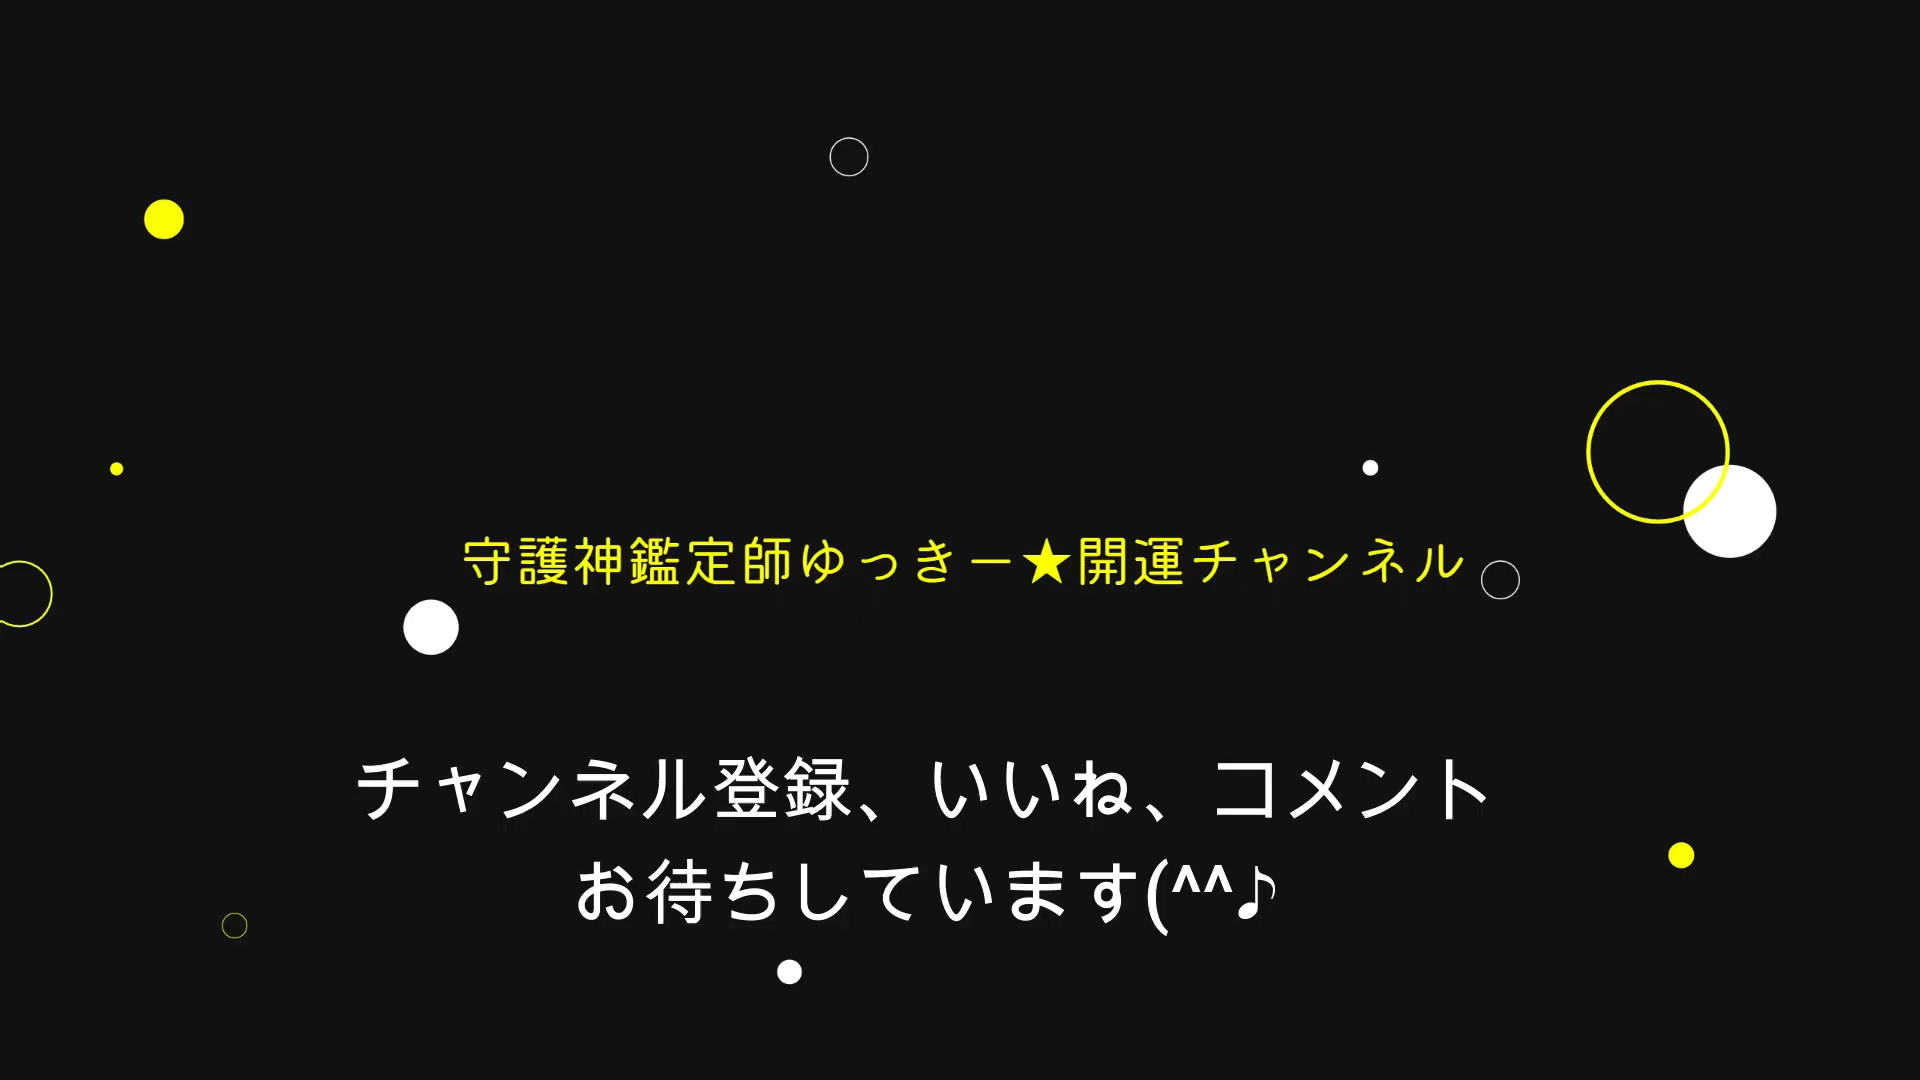 守護神鑑定師ゆっきー★開運チャンネル
チャンネル登録、いいね、コメント
お待ちしています(^^♪